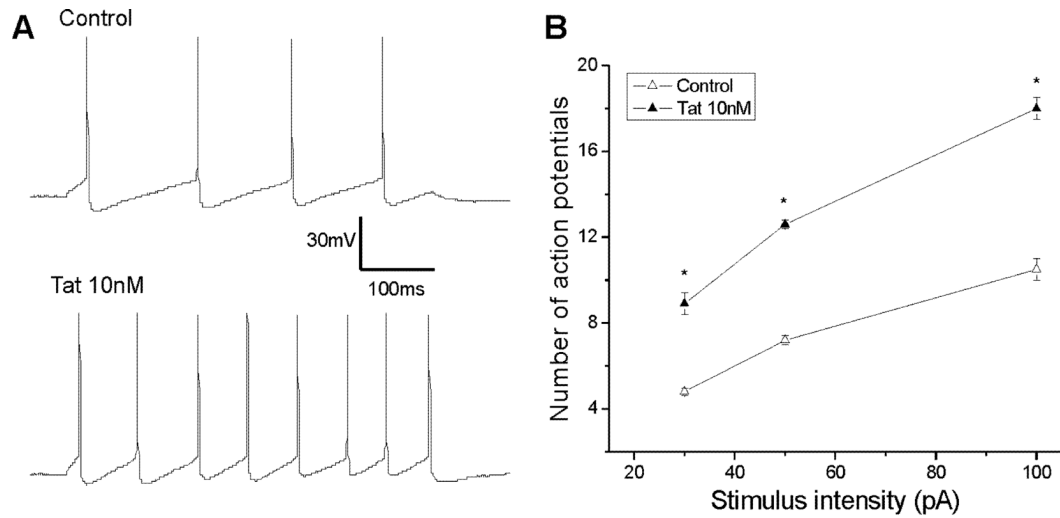 A
Control
30mV
100ms
Tat 10nM
B
Number of action potentials
20
16
12
8
4
Control
Tat 10nM
*
*
*
20
40
60
80
100
Stimulus intensity (pA)